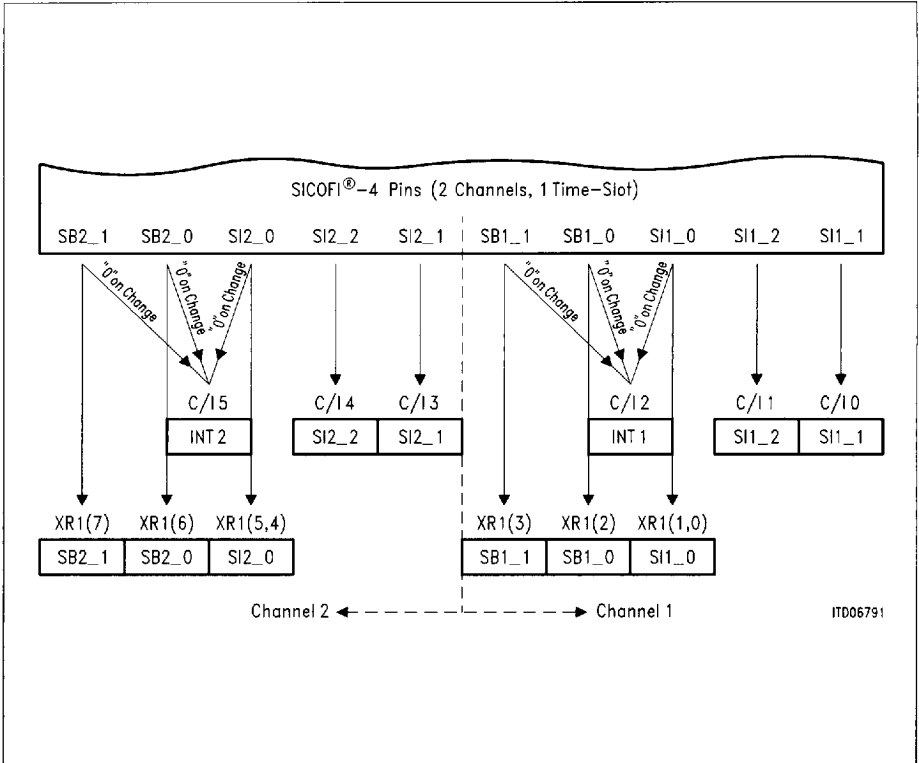 SICOFI®-4 Pins (2 Channels, 1 Time-Slot)
SB2_1 SB2_0 SI2_0 SI2_2 SI2_1 SB1_1 SB1_0 SI1_0 SI1_2 SI1_1
"0" on Change "0" on Change "0" on Change "0" on Change "0" on Change "0" on Change
C/I5 C/I4 C/I3 C/I2 C/I1 C/I0
INT 2 SI2_2 SI2_1 INT 1 SI1_2 SI1_1
XR1(7) XR1(6) XR1(5,4) XR1(3) XR1(2) XR1(1,0)
SB2_1 SB2_0 SI2_0 SB1_1 SB1_0 SI1_0
Channel 2 Channel 1
ITD06791